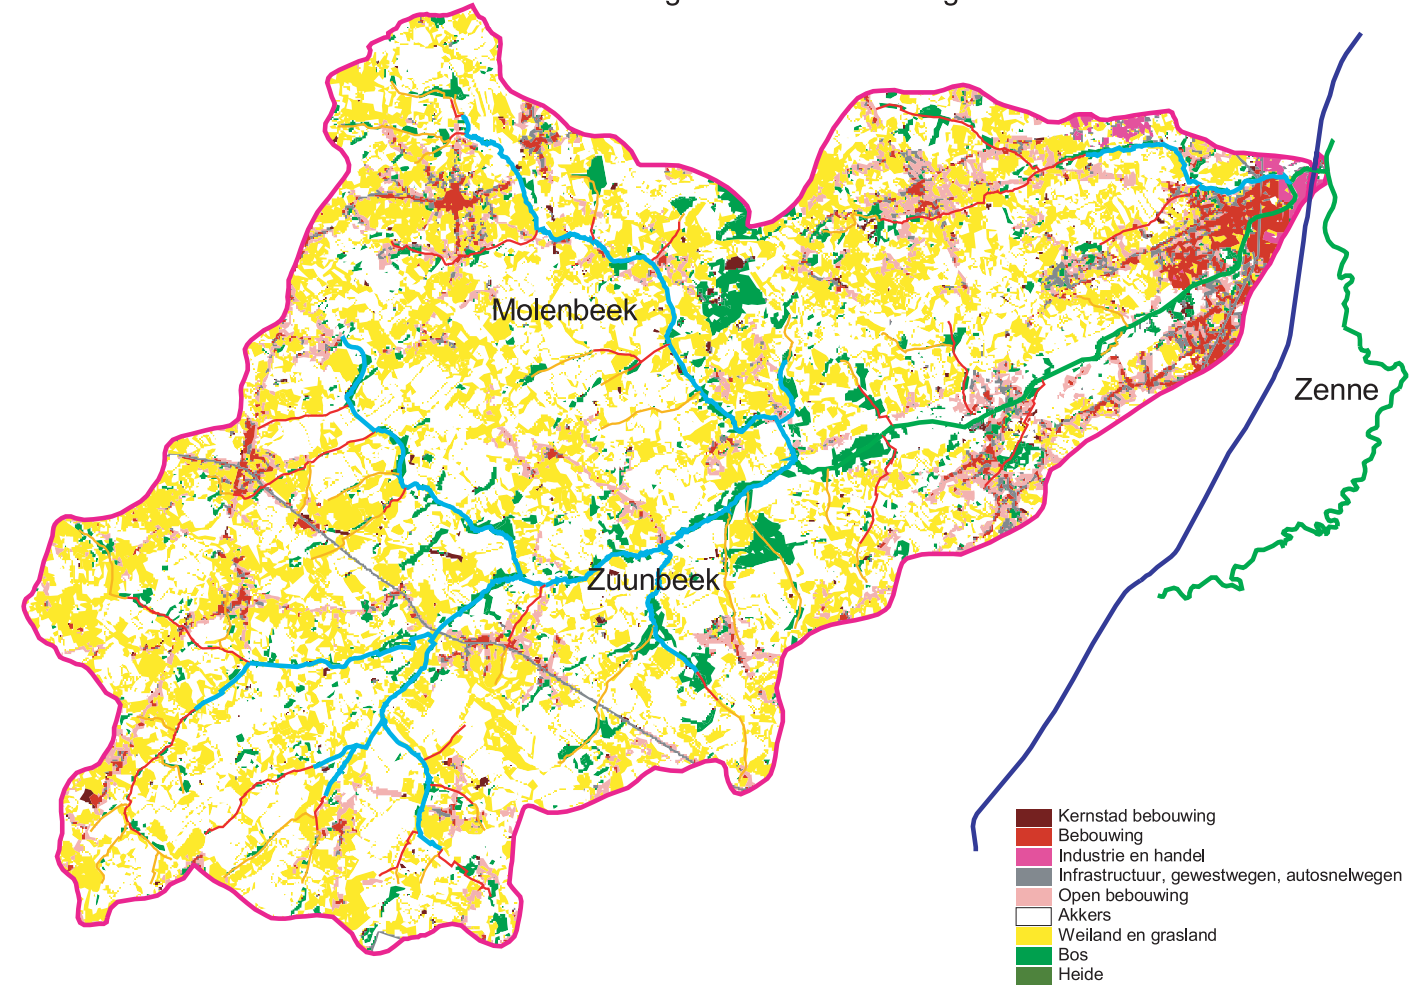 Molenbeek
Zuunbeek
Zenne
Kernstad bebouwing
Bebouwing
Industrie en handel
Infrastructuur, gewestwegen, autosnelwegen
Open bebouwing
Akkers
Weiland en grasland
Bos
Heide